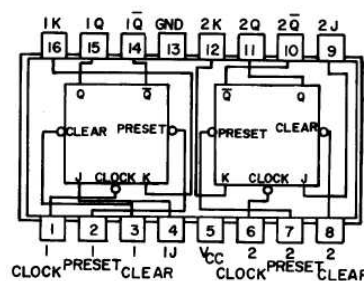 1K 1Q 1Q̅ GND 2K 2Q 2Q̅ 2J
16 15 14 13 12 11 10 9
Q Q̅ Q̅ Q
CLEAR PRESET PRESET CLEAR
CLOCK CLOCK
J K K J
1 2 3 4 5 6 7 8
1 1 1 1J VCC 2 2 2
CLOCK PRESET CLEAR CLOCK PRESET CLEAR